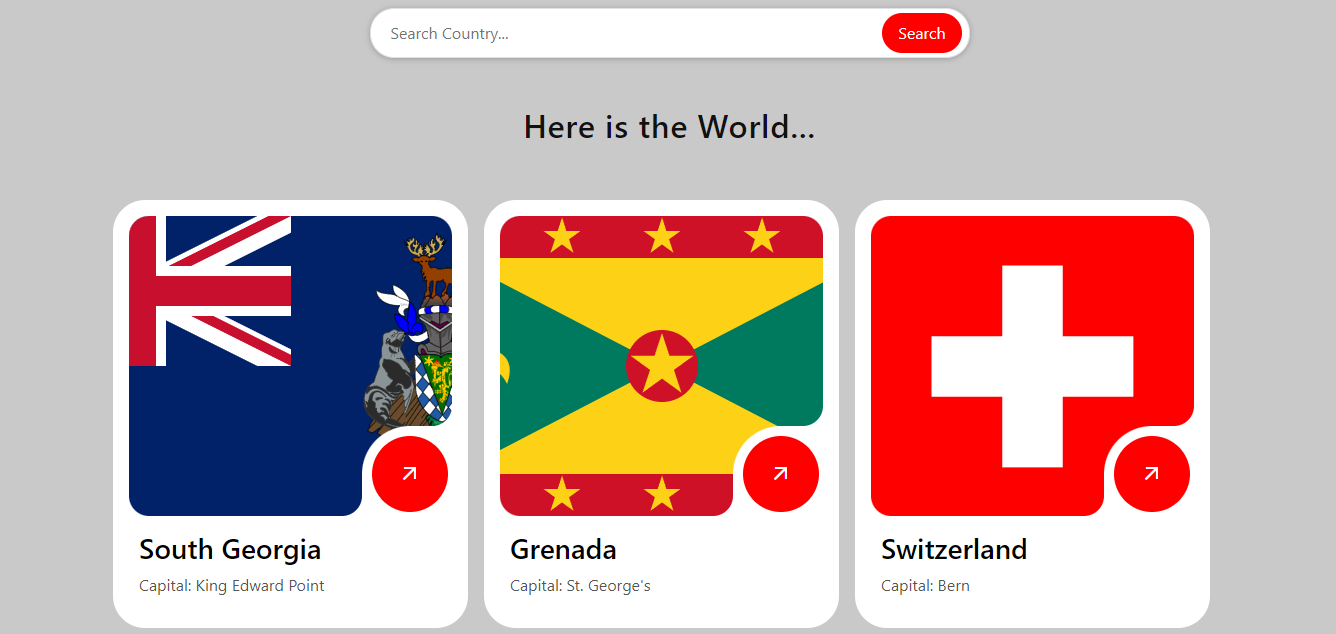 Search Country...
Search
Here is the World...
South Georgia
Capital: King Edward Point
Grenada
Capital: St. George's
Switzerland
Capital: Bern